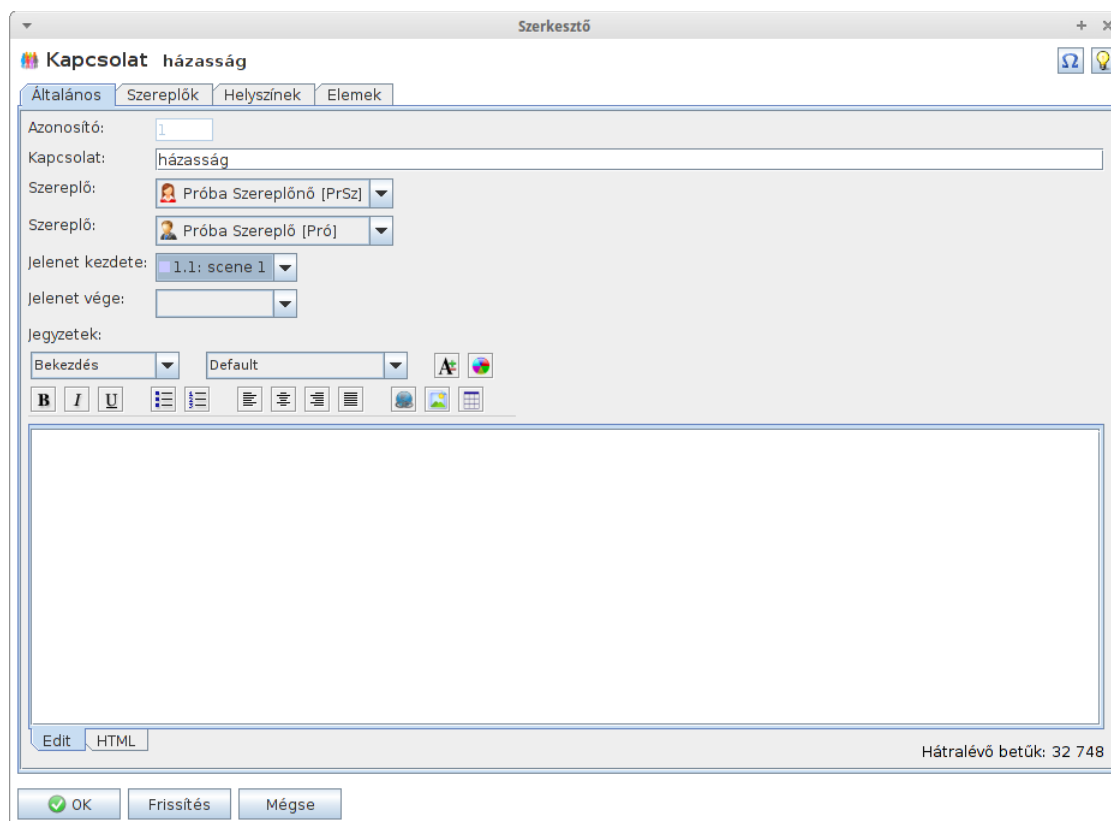 Szerkesztő
Kapcsolat házasság
Általános Szereplők Helyszínek Elemek
Azonosító: 1
Kapcsolat: házasság
Szereplő: Próba Szereplőnő [PrSz]
Szereplő: Próba Szereplő [Pró]
Jelenet kezdete: 1.1: scene 1
Jelenet vége:
Jegyzetek:
Bekezdés Default
B I U
Edit HTML
Hátralévő betűk: 32 748
OK Frissítés Mégse